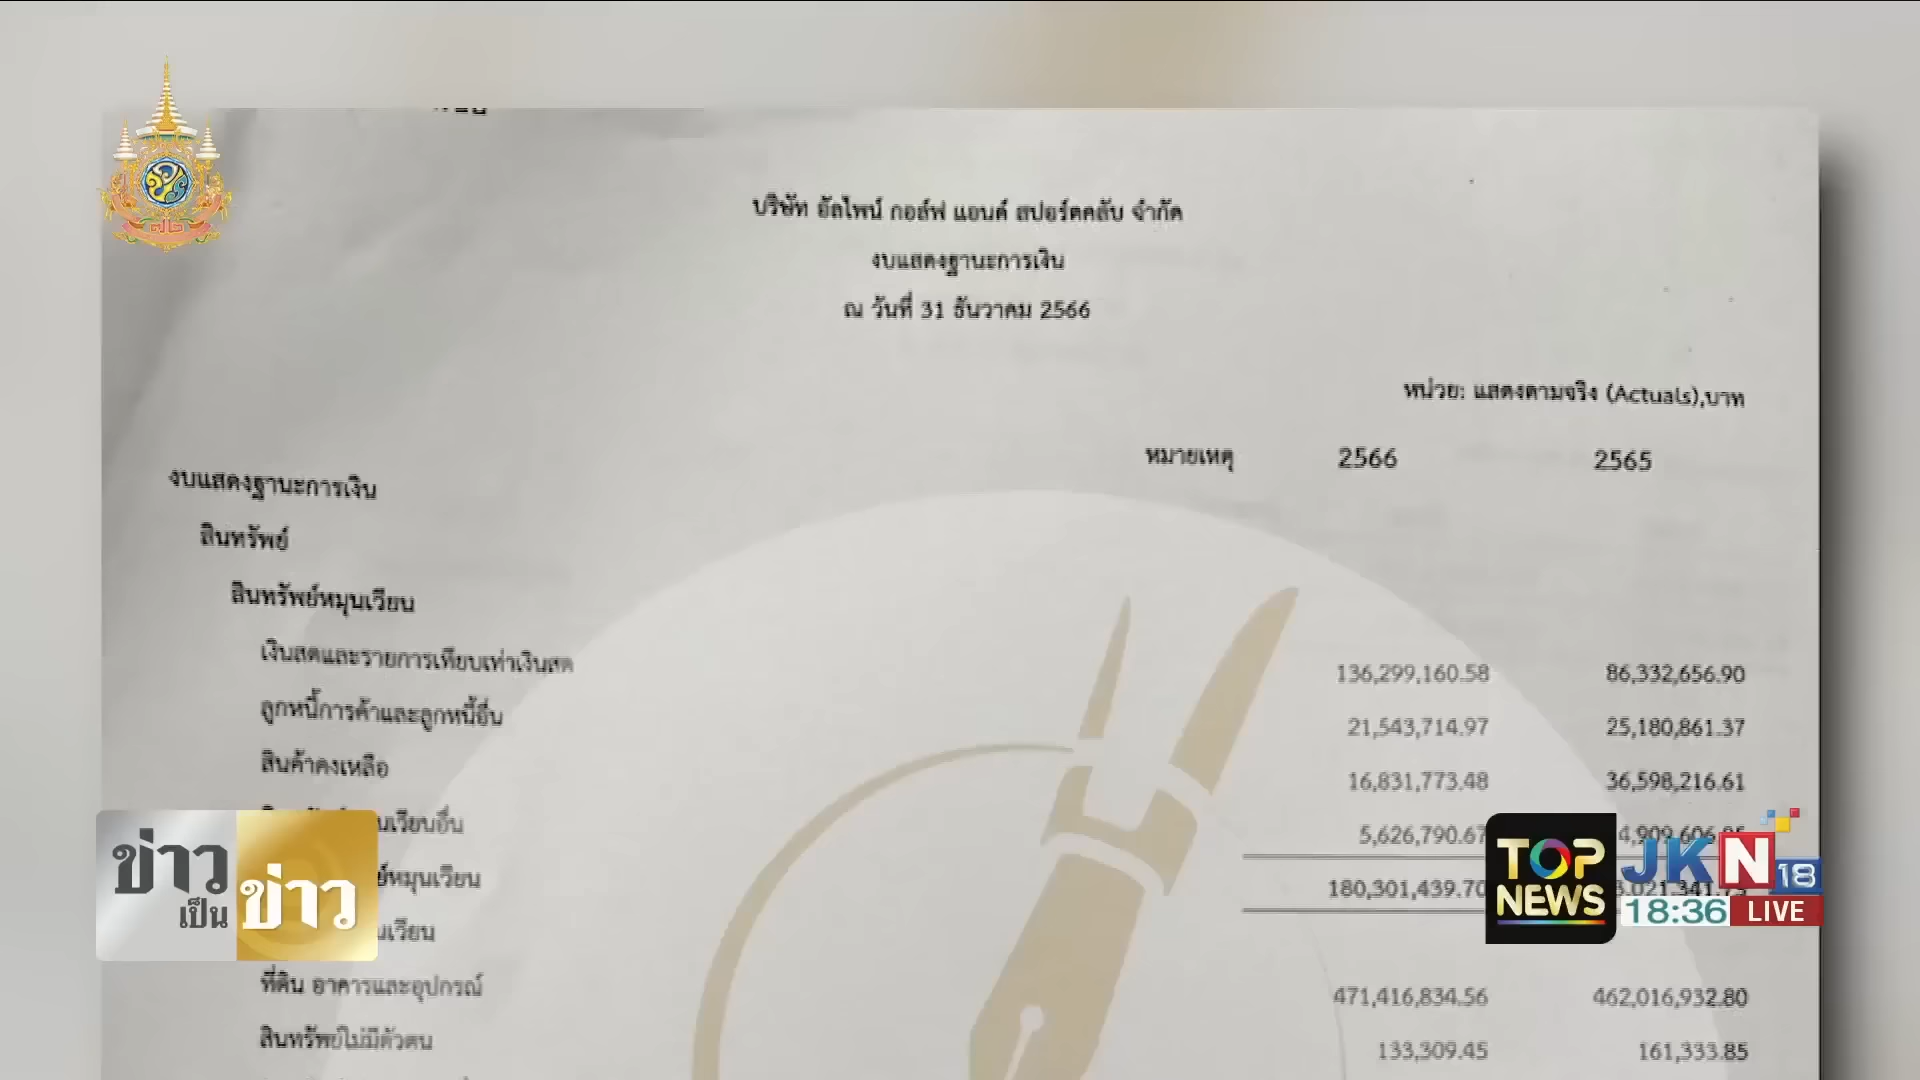 บริษัท อัลไพน์ กอล์ฟ แอนด์ สปอร์ตคลับ จำกัด
งบแสดงฐานะการเงิน
ณ วันที่ 31 ธันวาคม 2566
หน่วย: แสดงตามจริง (Actuals),บาท
หมายเหตุ 2566 2565
งบแสดงฐานะการเงิน
สินทรัพย์
สินทรัพย์หมุนเวียน
เงินสดและรายการเทียบเท่าเงินสด 136,299,160.58 86,332,656.90
ลูกหนี้การค้าและลูกหนี้อื่น 21,543,714.97 25,180,861.37
สินค้าคงเหลือ 16,831,773.48 36,598,216.61
5,626,790.67
180,301,439.70
ที่ดิน อาคารและอุปกรณ์ 471,416,834.56 462,016,932.80
สินทรัพย์ไม่มีตัวตน 133,309.45 161,333.85
ข่าว
เป็น ข่าว
TOP NEWS
JKN 18
18:36 LIVE